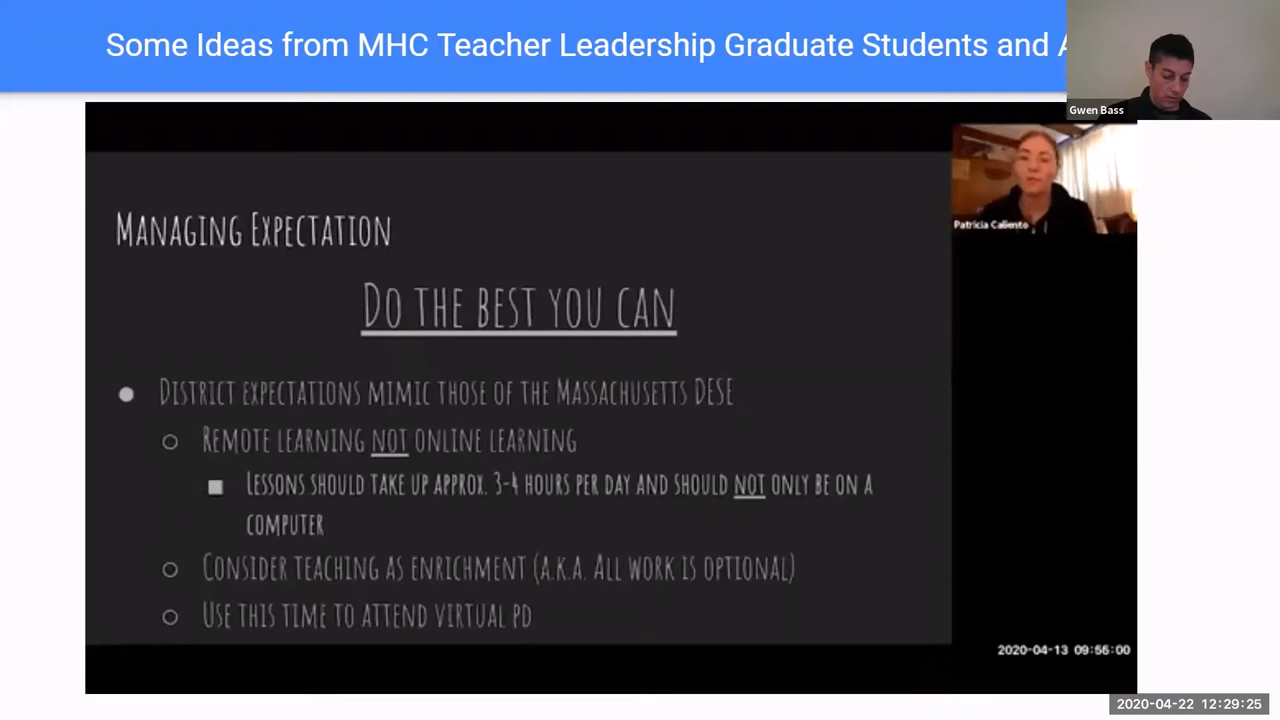 Some Ideas from MHC Teacher Leadership Graduate Students and
Gwen Bass
Patricia Caliento
Managing Expectation
Do the best you can
● District expectations mimic those of the Massachusetts DESE
○ Remote learning not online learning
■ Lessons should take up approx. 3-4 hours per day and should not only be on a
computer
○ Consider teaching as enrichment (a.k.a. All work is optional)
○ Use this time to attend virtual PD
2020-04-13 09:55:00
2020-04-22 12:29:25